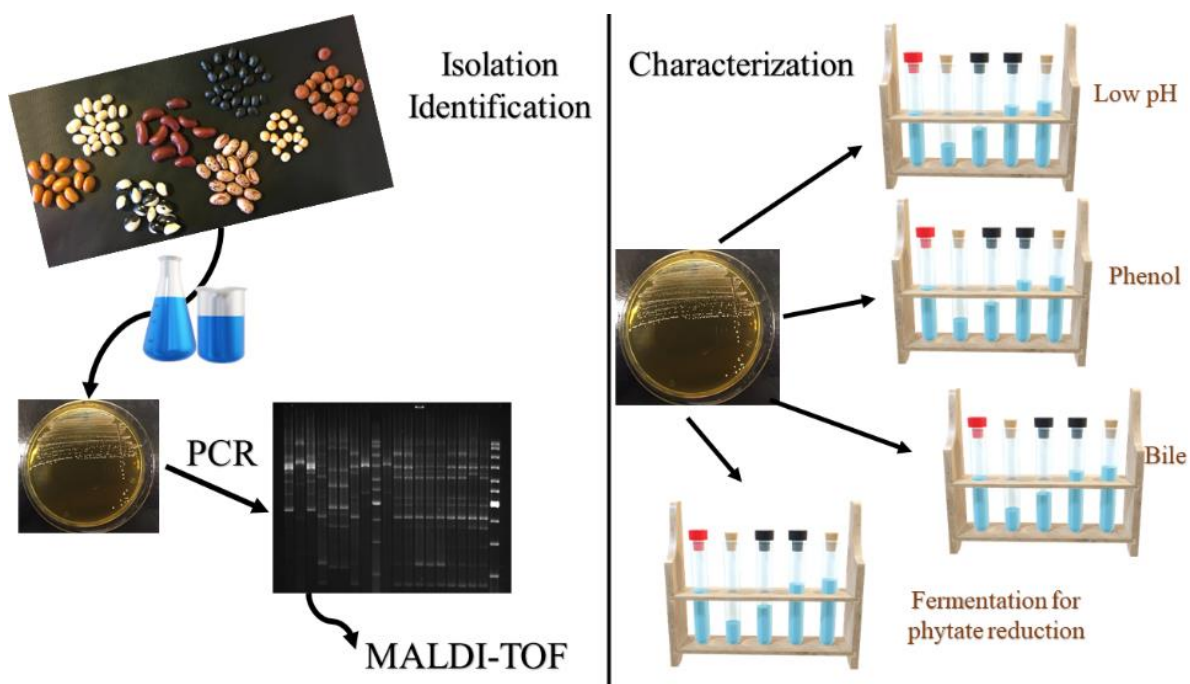 Isolation
Identification
PCR
MALDI-TOF
Characterization
Low pH
Phenol
Bile
Fermentation for
phytate reduction